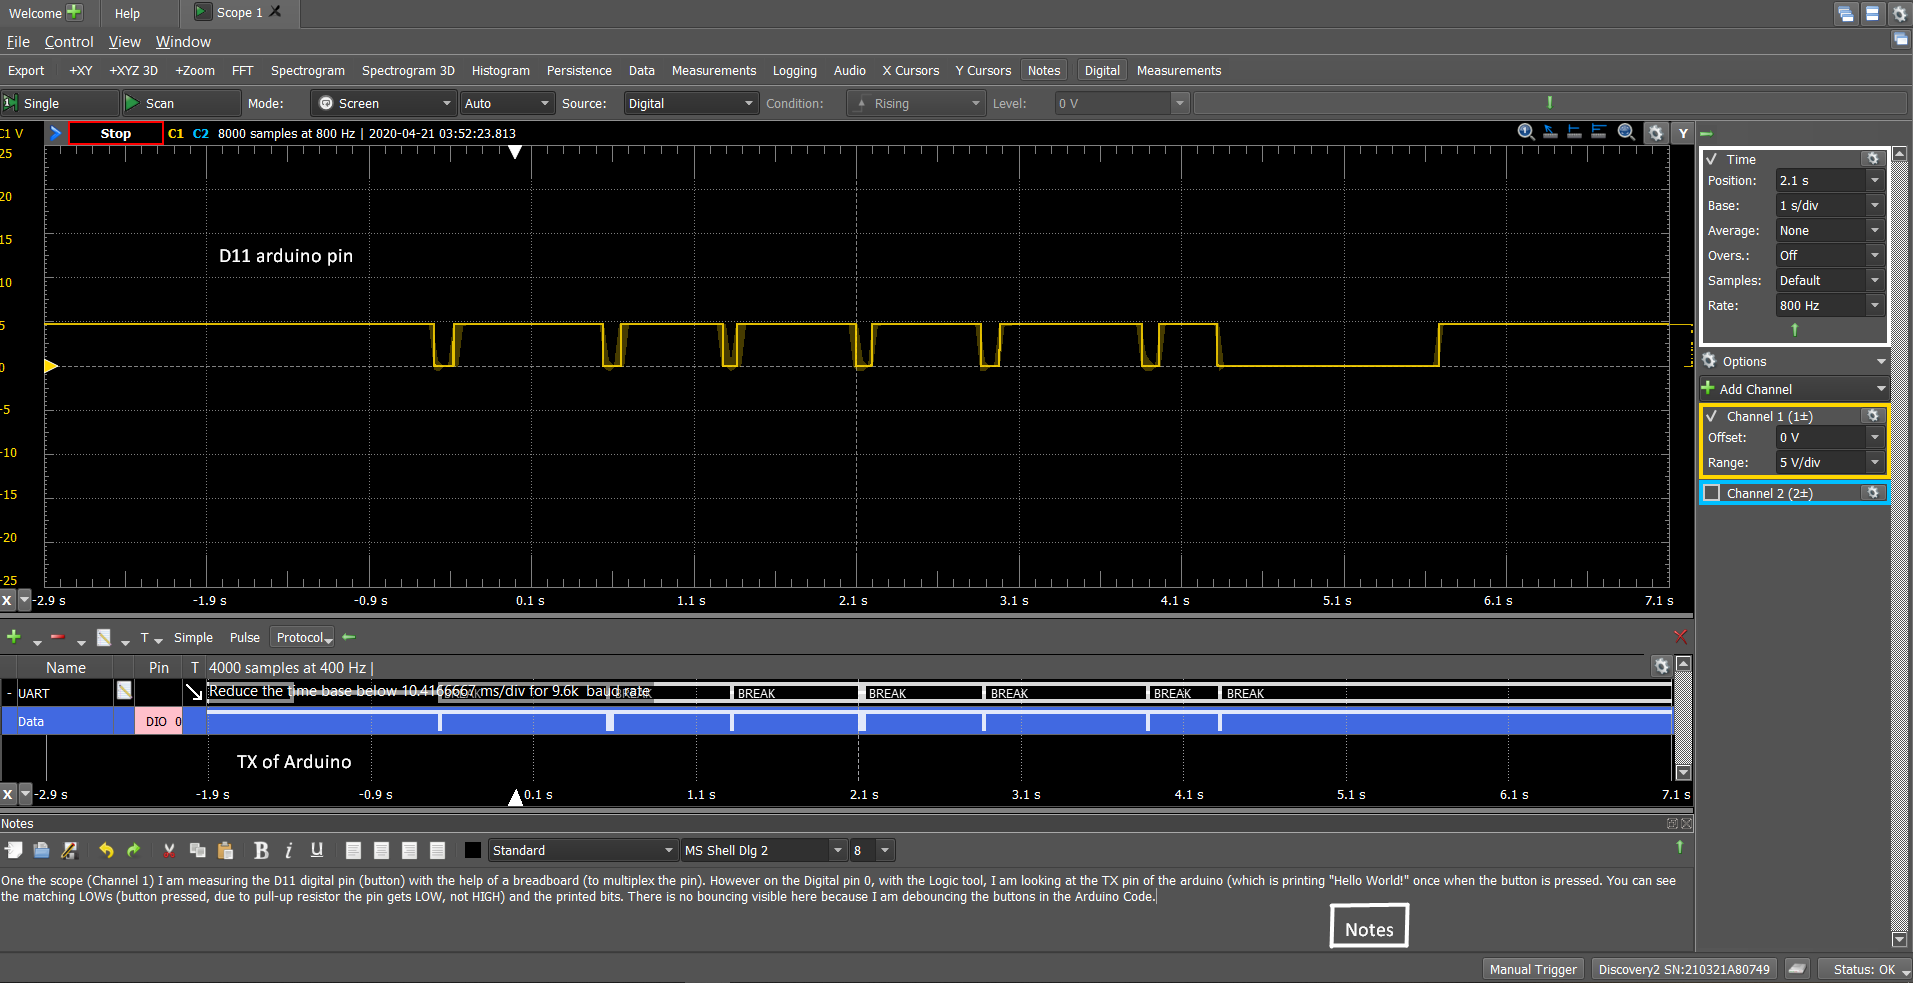 Welcome Help Scope 1
File Control View Window
Export +XY +XYZ 3D +Zoom FFT Spectrogram Spectrogram 3D Histogram Persistence Data Measurements Logging Audio X Cursors Y Cursors Notes Digital Measurements
Single Scan Mode: Screen Auto Source: Digital Condition: Rising Level: 0 V
C1 V Stop C1 C2 8000 samples at 800 Hz | 2020-04-21 03:52:23.813 Y
25
20
15
10
5
0
-5
-10
-15
-20
-25
D11 arduino pin
X -2.9 s -1.9 s -0.9 s 0.1 s 1.1 s 2.1 s 3.1 s 4.1 s 5.1 s 6.1 s 7.1 s
Time
Position: 2.1 s
Base: 1 s/div
Average: None
Overs.: Off
Samples: Default
Rate: 800 Hz
Options
Add Channel
Channel 1 (1±)
Offset: 0 V
Range: 5 V/div
Channel 2 (2±)
T Simple Pulse Protocol
Name Pin T 4000 samples at 400 Hz |
- UART Reduce the time base below 10.4166667 ms/div for 9.6k baud rate BREAK BREAK BREAK BREAK BREAK BREAK BREAK
Data DIO 0
TX of Arduino
X -2.9 s -1.9 s -0.9 s 0.1 s 1.1 s 2.1 s 3.1 s 4.1 s 5.1 s 6.1 s 7.1 s
Notes
B i U Standard MS Shell Dlg 2 8
One the scope (Channel 1) I am measuring the D11 digital pin (button) with the help of a breadboard (to multiplex the pin). However on the Digital pin 0, with the Logic tool, I am looking at the TX pin of the arduino (which is printing "Hello World!" once when the button is pressed. You can see
the matching LOWs (button pressed, due to pull-up resistor the pin gets LOW, not HIGH) and the printed bits. There is no bouncing visible here because I am debouncing the buttons in the Arduino Code.
Notes
Manual Trigger Discovery2 SN:210321A80749 Status: OK